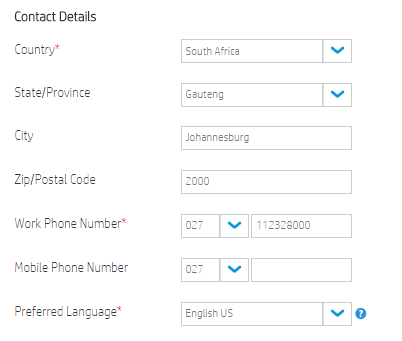 Contact Details
Country* South Africa
State/Province Gauteng
City Johannesburg
Zip/Postal Code 2000
Work Phone Number* 027 112328000
Mobile Phone Number 027
Preferred Language* English US ?